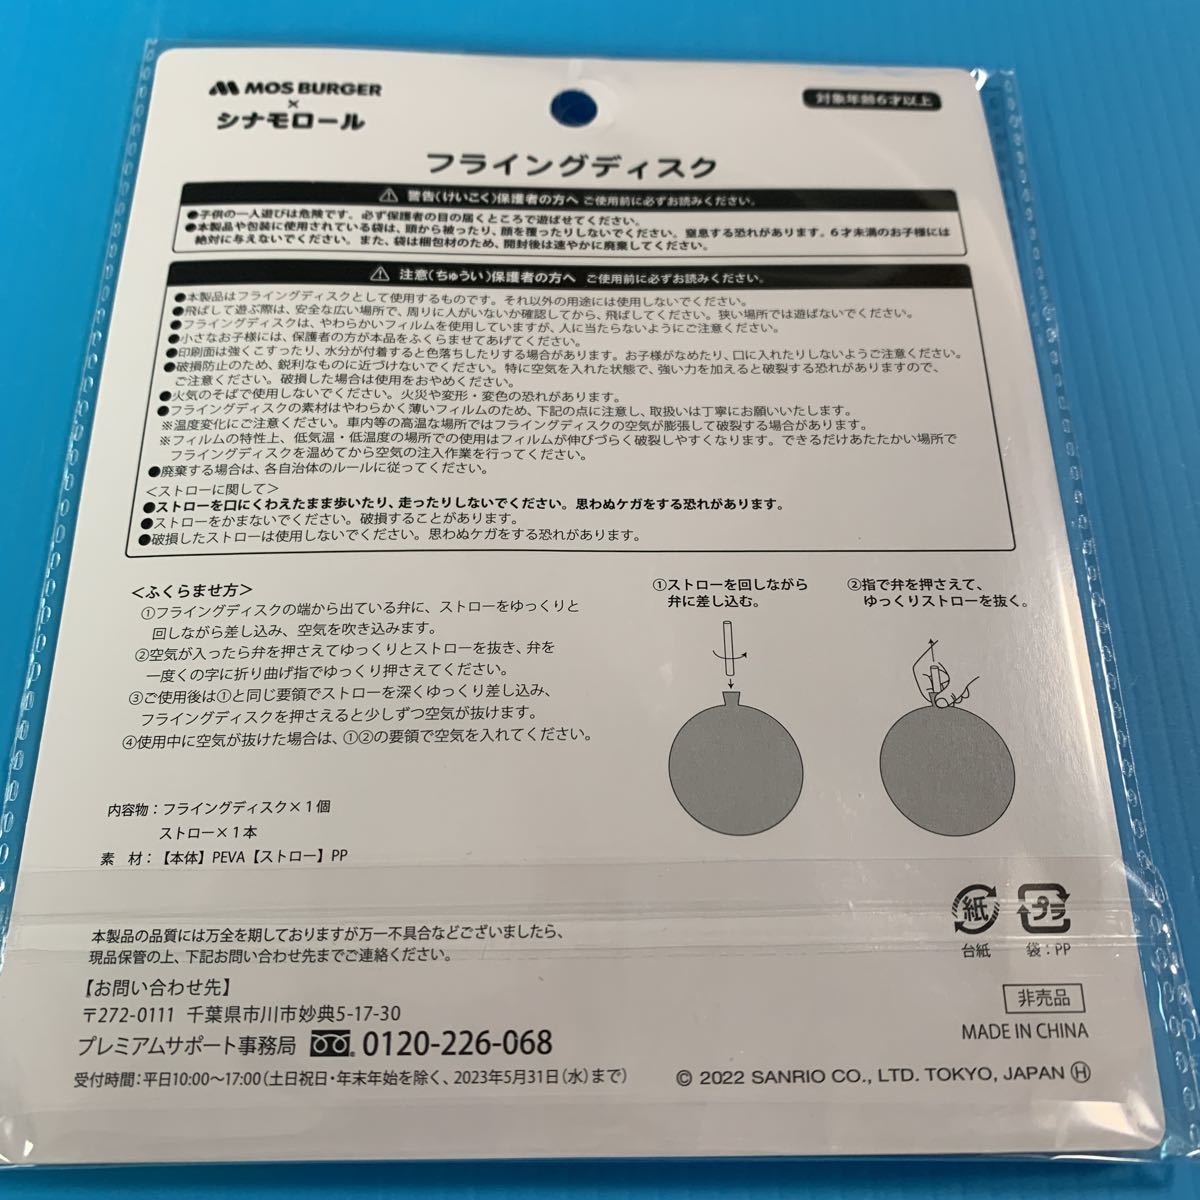 MOS BURGER
×
シナモロール
対象年齢6才以上
フライングディスク
⚠ 警告(けいこく)保護者の方へ ご使用前に必ずお読みください。
●子供の一人遊びは危険です。必ず保護者の目の届くところで遊ばせてください。
●本製品や包装に使用されている袋は、頭から被ったり、顔を覆ったりしないでください。窒息する恐れがあります。6才未満のお子様には
絶対に与えないでください。また、袋は梱包材のため、開封後は速やかに廃棄してください。
⚠ 注意(ちゅうい)保護者の方へ ご使用前に必ずお読みください。
●本製品はフライングディスクとして使用するものです。それ以外の用途には使用しないでください。
●飛ばして遊ぶ際は、安全な広い場所で、周りに人がいないか確認してから、飛ばしてください。狭い場所では遊ばないでください。
●フライングディスクは、やわらかいフィルムを使用していますが、人に当たらないようにご注意ください。
●小さなお子様には、保護者の方が本品をふくらませてあげてください。
●印刷面は強くこすったり、水分が付着すると色落ちしたりする場合があります。お子様がなめたり、口に入れたりしないようご注意ください。
●破損防止のため、鋭利なものに近づけないでください。特に空気を入れた状態で、強い力を加えると破裂する恐れがありますので、
ご注意ください。破損した場合は使用をおやめください。
●火気のそばで使用しないでください。火災や変形・変色の恐れがあります。
●フライングディスクの素材はやわらかく薄いフィルムのため、下記の点に注意し、取扱いは丁寧にお願いいたします。
※温度変化にご注意ください。車内等の高温な場所ではフライングディスクの空気が膨張して破裂する場合があります。
※フィルムの特性上、低気温・低温度の場所での使用はフィルムが伸びづらく破裂しやすくなります。できるだけあたたかい場所で
フライングディスクを温めてから空気の注入作業を行ってください。
●廃棄する場合は、各自治体のルールに従ってください。
<ストローに関して>
●ストローを口にくわえたまま歩いたり、走ったりしないでください。思わぬケガをする恐れがあります。
●ストローをかまないでください。破損することがあります。
●破損したストローは使用しないでください。思わぬケガをする恐れがあります。
<ふくらませ方>
①フライングディスクの端から出ている弁に、ストローをゆっくりと
回しながら差し込み、空気を吹き込みます。
②空気が入ったら弁を押さえてゆっくりとストローを抜き、弁を
一度くの字に折り曲げ指でゆっくり押さえてください。
③ご使用後は①と同じ要領でストローを深くゆっくり差し込み、
フライングディスクを押さえると少しずつ空気が抜けます。
④使用中に空気が抜けた場合は、①②の要領で空気を入れてください。
①ストローを回しながら
弁に差し込む。
②指で弁を押さえて、
ゆっくりストローを抜く。
内容物：フライングディスク×1個
ストロー×1本
素 材：【本体】PEVA【ストロー】PP
紙
台紙
プラ
袋：PP
本製品の品質には万全を期しておりますが万一不具合などございましたら、
現品保管の上、下記お問い合わせ先までご連絡ください。
【お問い合わせ先】
〒272-0111 千葉県市川市妙典5-17-30
プレミアムサポート事務局 0120-226-068
受付時間：平日10:00〜17:00(土日祝日・年末年始を除く、2023年5月31日(水)まで)
非売品
MADE IN CHINA
© 2022 SANRIO CO., LTD. TOKYO, JAPAN Ⓗ